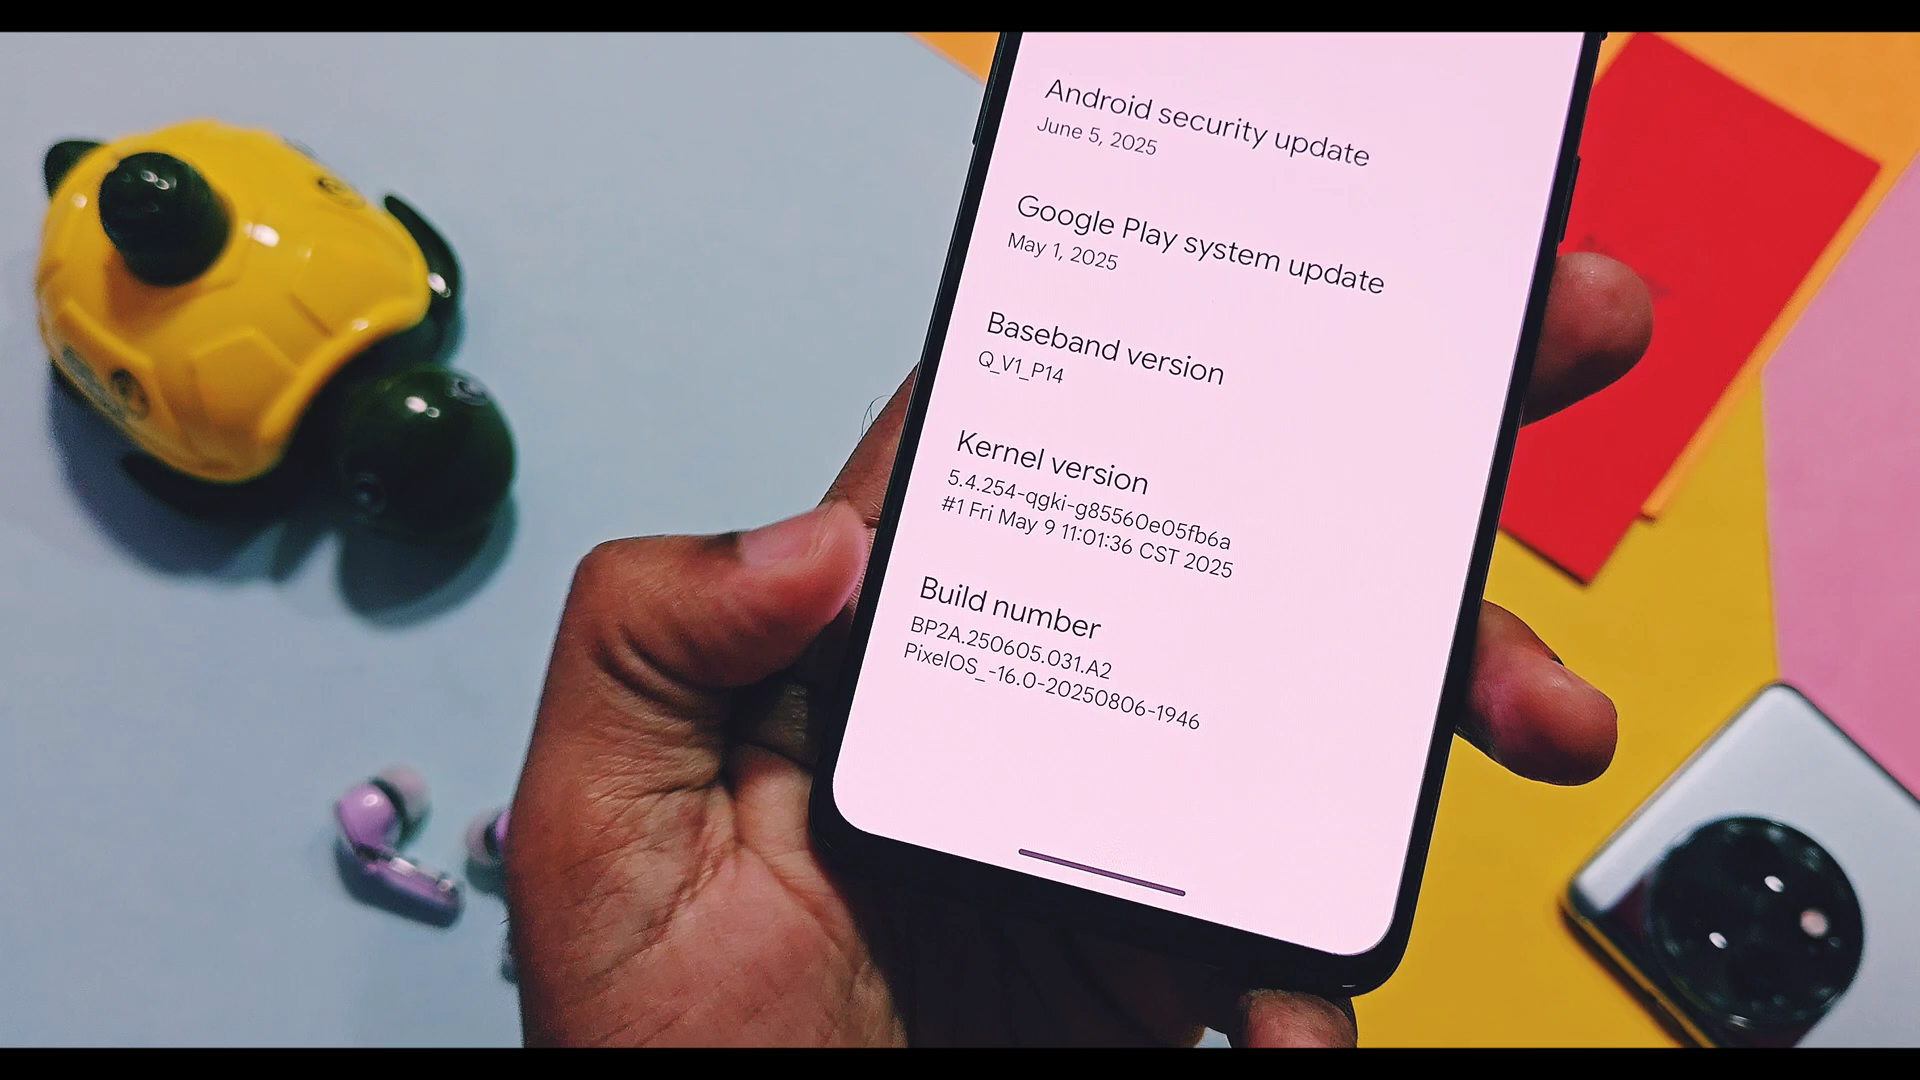 Android security update
June 5, 2025
Google Play system update
May 1, 2025
Baseband version
Q_V1_P14
Kernel version
5.4.254-qgki-g85560e05fb6a
#1 Fri May 9 11:01:36 CST 2025
Build number
BP2A.250605.031.A2
PixelOS_-16.0-20250806-1946